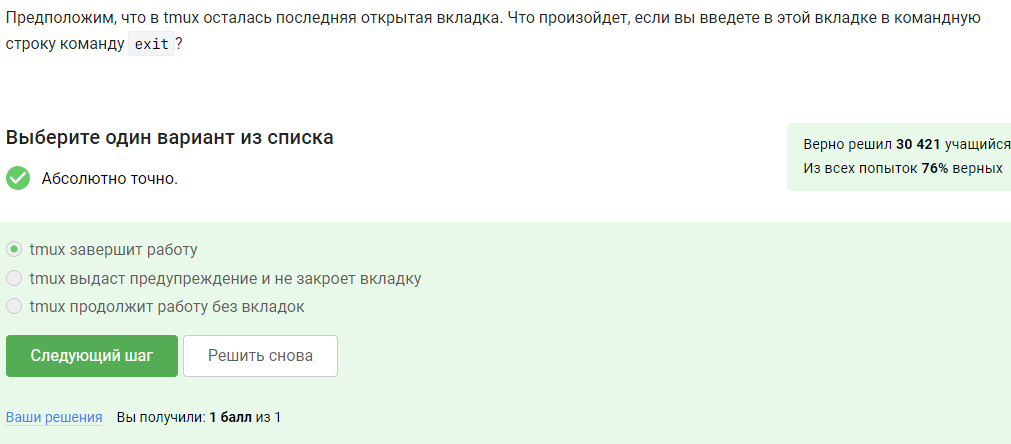 Предположим, что в tmux осталась последняя открытая вкладка. Что произойдет, если вы введете в этой вкладке в командную
строку команду exit ?
Выберите один вариант из списка
Абсолютно точно.
Верно решил 30 421 учащийся
Из всех попыток 76% верных
tmux завершит работу
tmux выдаст предупреждение и не закроет вкладку
tmux продолжит работу без вкладок
Следующий шаг
Решить снова
Ваши решения Вы получили: 1 балл из 1